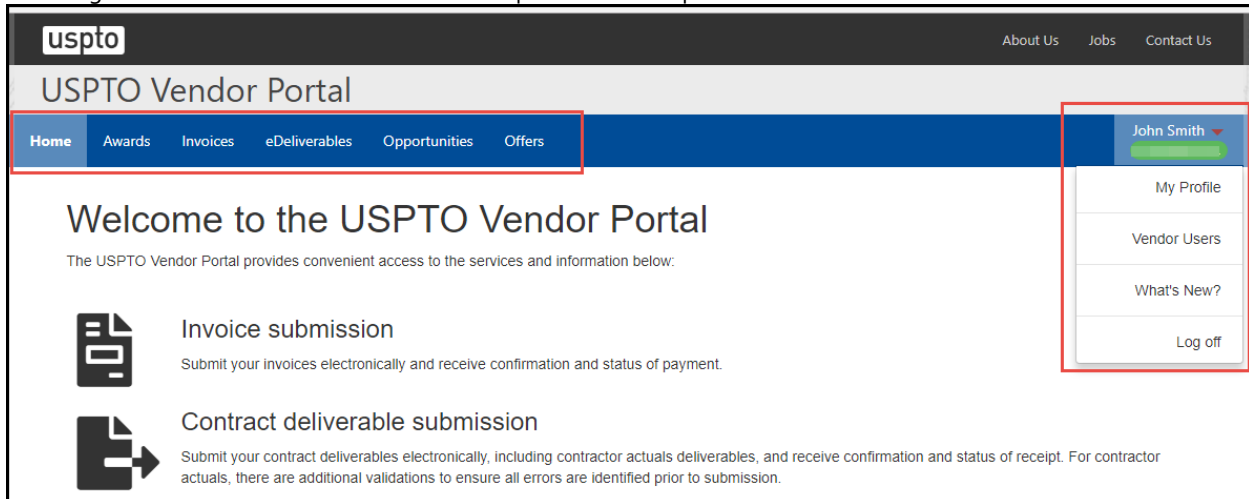 uspto
About Us Jobs Contact Us
USPTO Vendor Portal
Home Awards Invoices eDeliverables Opportunities Offers
John Smith
My Profile
Vendor Users
What's New?
Log off
Welcome to the USPTO Vendor Portal
The USPTO Vendor Portal provides convenient access to the services and information below:
Invoice submission
Submit your invoices electronically and receive confirmation and status of payment.
Contract deliverable submission
Submit your contract deliverables electronically, including contractor actuals deliverables, and receive confirmation and status of receipt. For contractor
actuals, there are additional validations to ensure all errors are identified prior to submission.